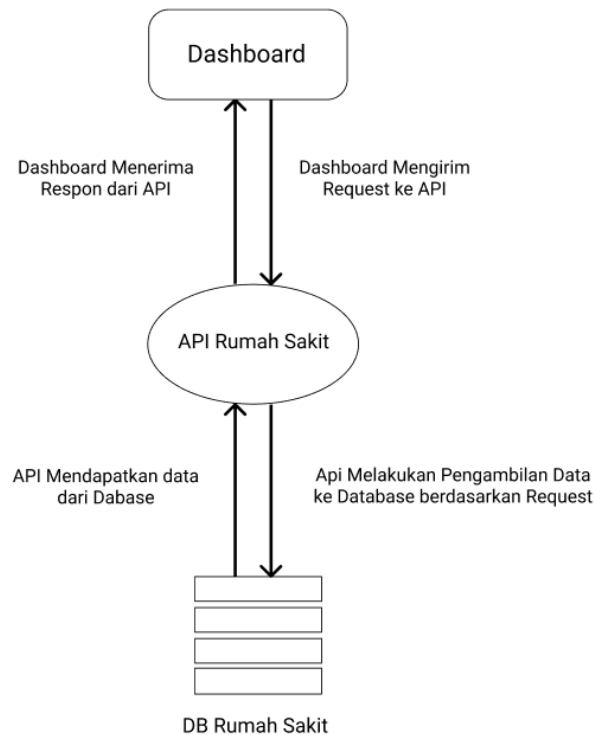 Dashboard
Dashboard Menerima
Respon dari API
Dashboard Mengirim
Request ke API
API Rumah Sakit
API Mendapatkan data
dari Dabase
Api Melakukan Pengambilan Data
ke Database berdasarkan Request
DB Rumah Sakit